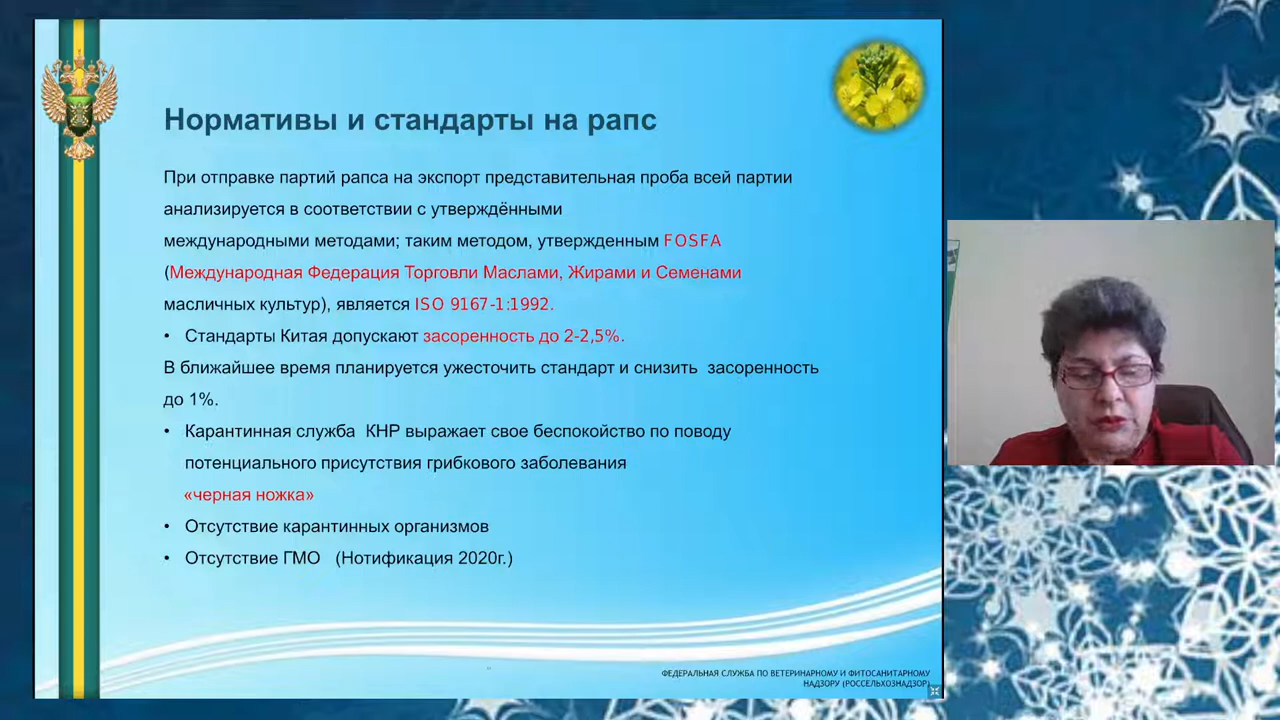 Нормативы и стандарты на рапс
При отправке партий рапса на экспорт представительная проба всей партии
анализируется в соответствии с утверждёнными
международными методами; таким методом, утвержденным FOSFA
(Международная Федерация Торговли Маслами, Жирами и Семенами
масличных культур), является ISO 9167-1:1992.
• Стандарты Китая допускают засоренность до 2-2,5%.
В ближайшее время планируется ужесточить стандарт и снизить засоренность
до 1%.
• Карантинная служба КНР выражает свое беспокойство по поводу
потенциального присутствия грибкового заболевания
«черная ножка»
• Отсутствие карантинных организмов
• Отсутствие ГМО (Нотификация 2020г.)
ФЕДЕРАЛЬНАЯ СЛУЖБА ПО ВЕТЕРИНАРНОМУ И ФИТОСАНИТАРНОМУ
НАДЗОРУ (РОССЕЛЬХОЗНАДЗОР)